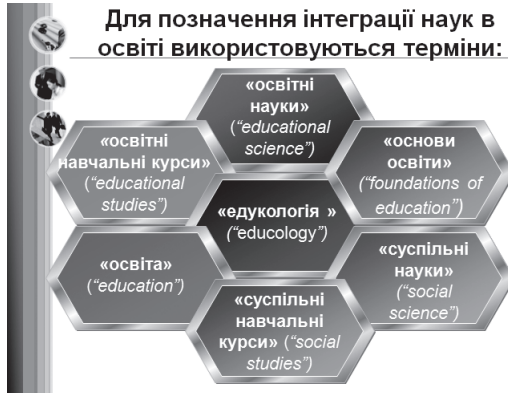 Для позначення інтеграції наук в
освіті використовуються терміни:
«освітні
науки»
(“educational
science”)
«освітні
навчальні курси»
(“educational
studies”)
«основи
освіти»
(“foundations of
education”)
«едукологія »
(“educology”)
«освіта»
(“education”)
«суспільні
науки»
(“social
science”)
«суспільні
навчальні
курси» (“social
studies”)